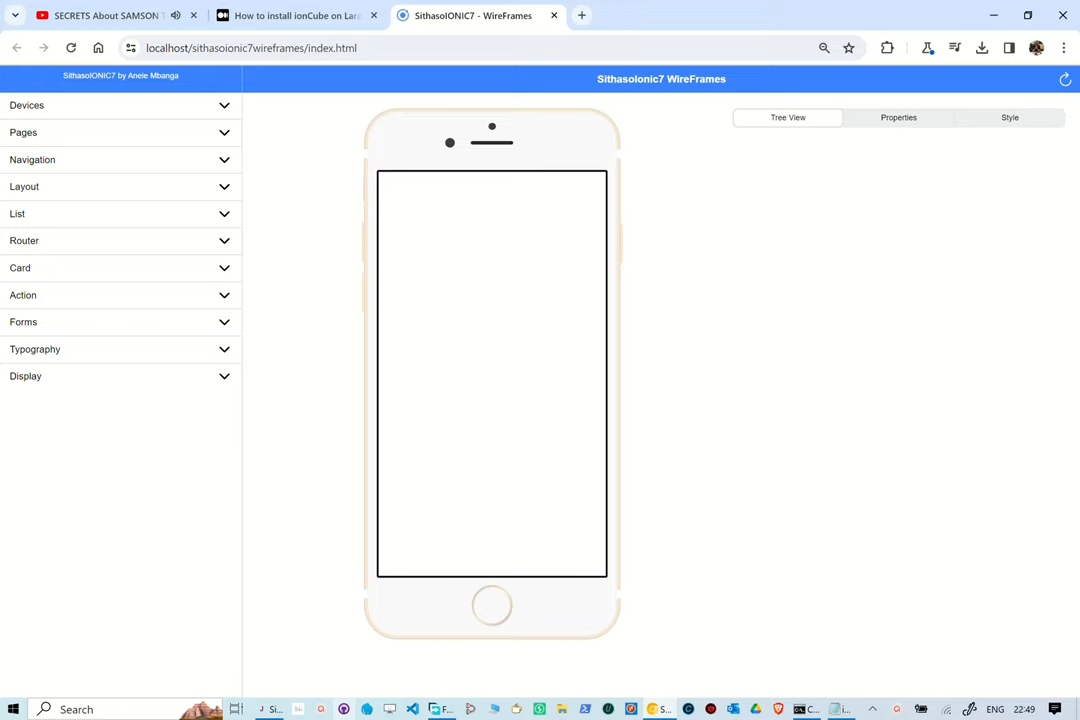 SECRETS About SAMSON T
How to install ionCube on Lara
SithasoIONIC7 - WireFrames
localhost/sithasoionic7wireframes/index.html
SithasoIONIC7 by Anele Mbanga
SithasoIonic7 WireFrames
Devices
Pages
Navigation
Layout
List
Router
Card
Action
Forms
Typography
Display
Tree View
Properties
Style
Search
Si...
F...
S...
C...
i...
ENG
22:49